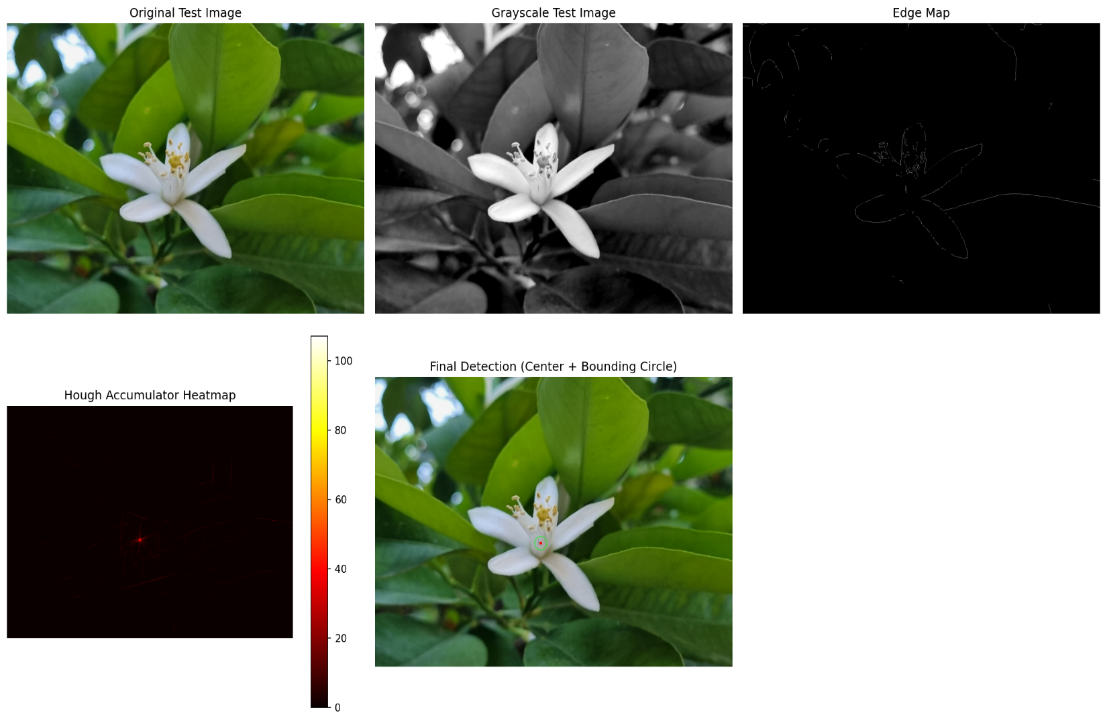 Original Test Image
Grayscale Test Image
Edge Map
Hough Accumulator Heatmap
100
80
60
40
20
0
Final Detection (Center + Bounding Circle)